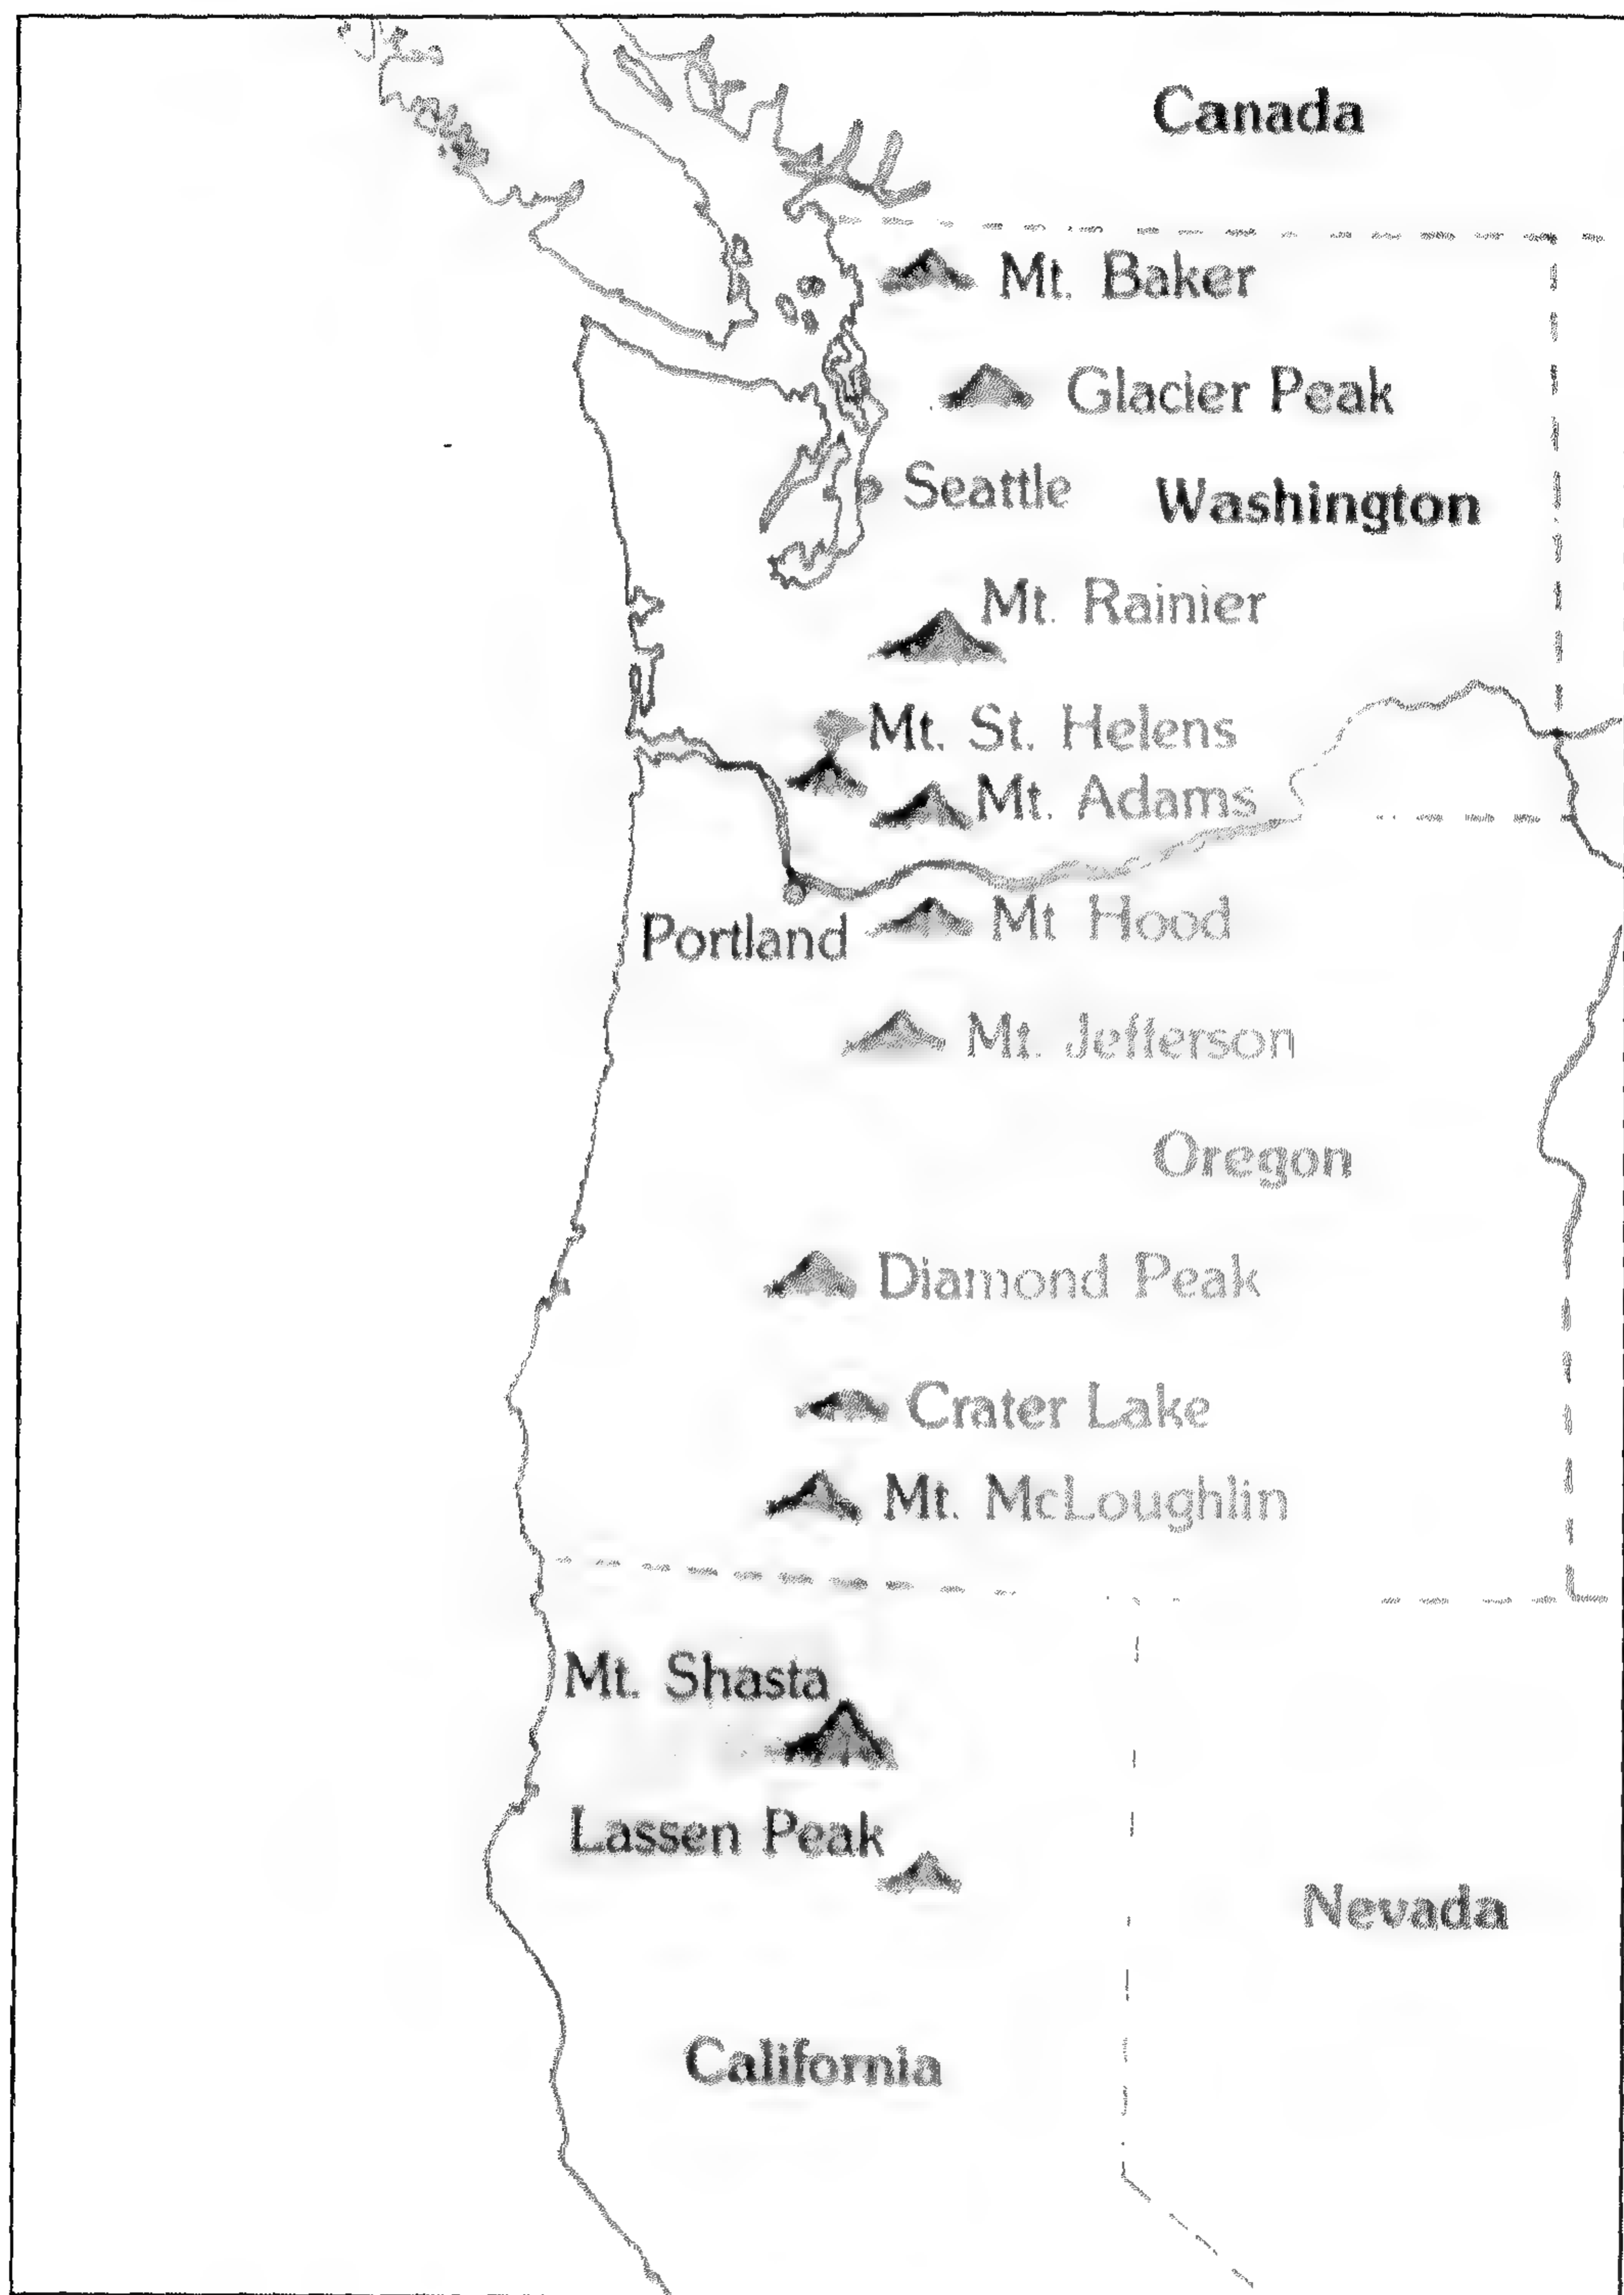 Canada
Mt. Baker
Glacier Peak
Seattle
Washington
Mt. Rainier
Mt. St. Helens
Mt. Adams
Portland
Mt Hood
Mt. Jefferson
Oregon
Diamond Peak
Crater Lake
Mt. McLoughlin
Mt. Shasta
Lassen Peak
Nevada
California